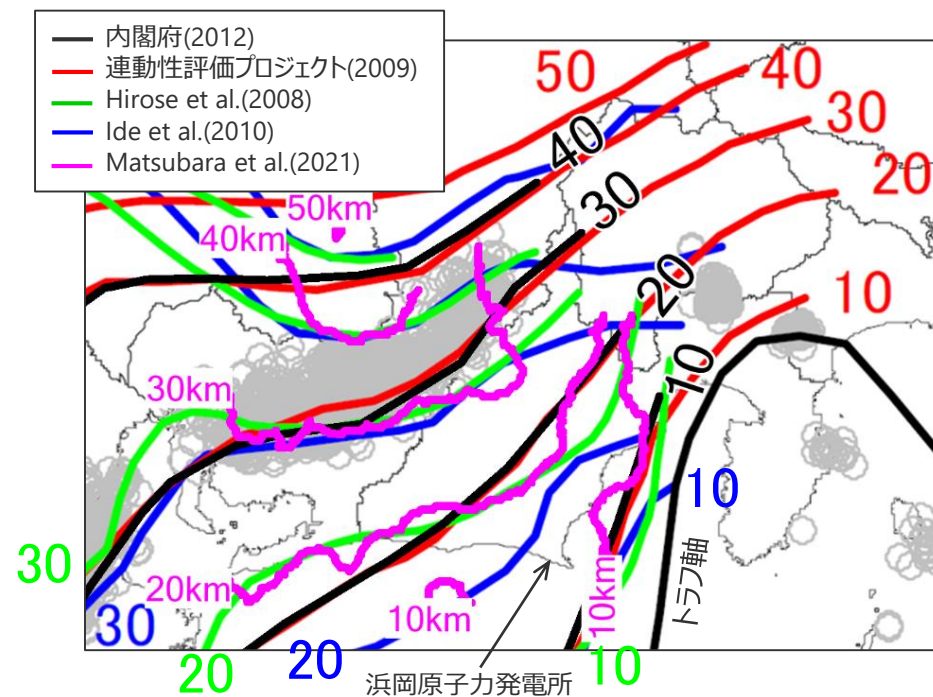 内閣府(2012)
連動性評価プロジェクト(2009)
Hirose et al.(2008)
Ide et al.(2010)
Matsubara et al.(2021)
50
40
30
20
10
40
30
20
10
50km
40km
30km
20km
10km
10km
10
トラフ軸
30
30
20
20
10
浜岡原子力発電所